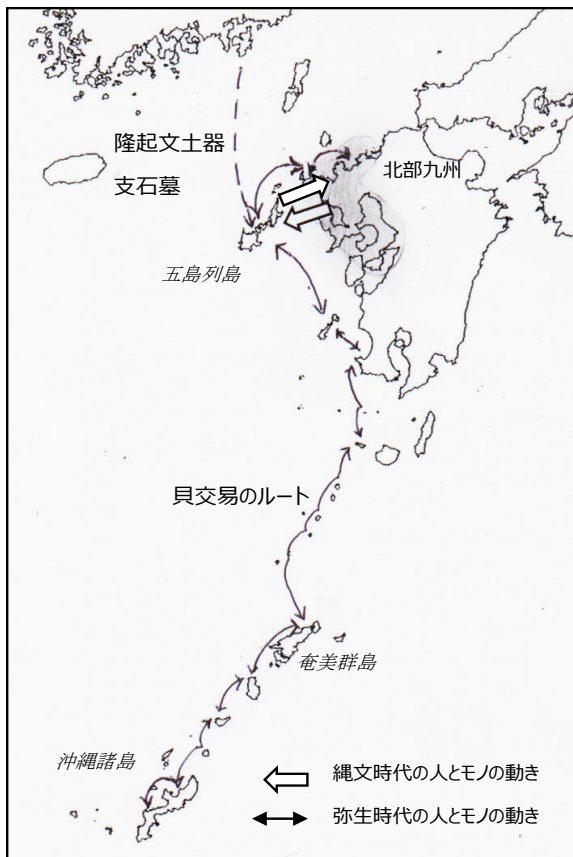 隆起文土器
支石墓
北部九州
五島列島
貝交易のルート
奄美群島
沖縄諸島
縄文時代の人とモノの動き
弥生時代の人とモノの動き